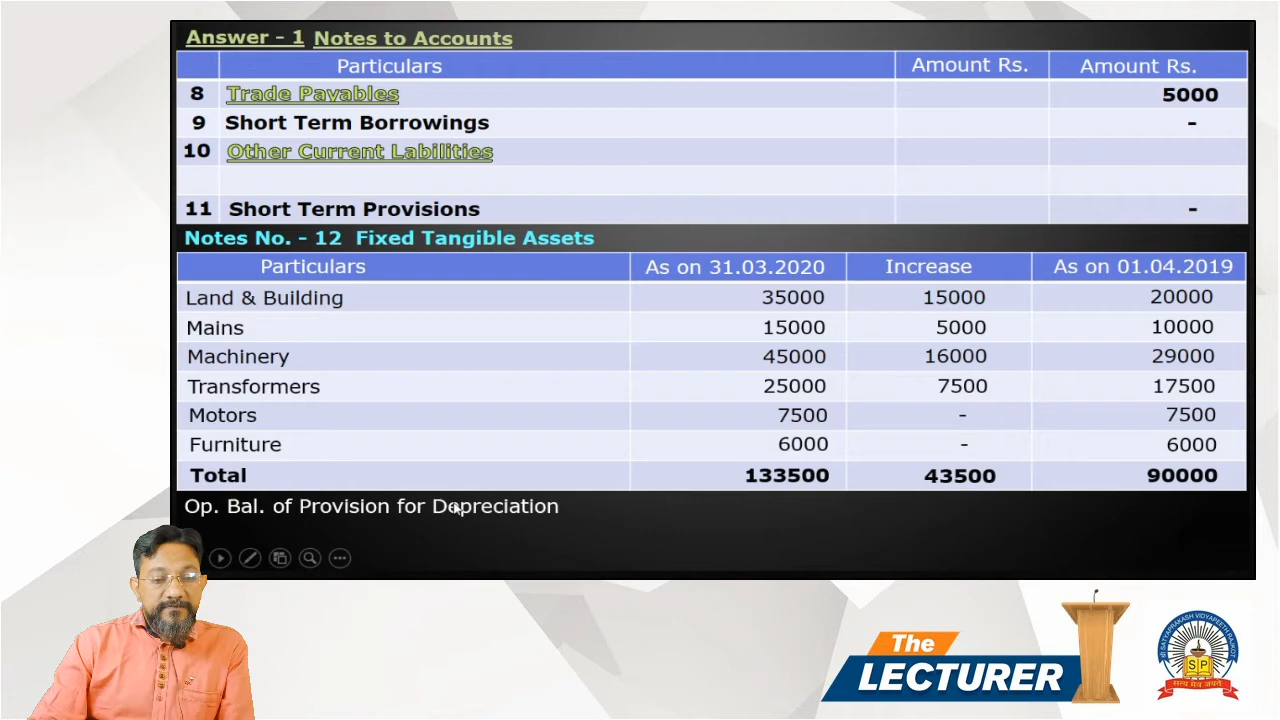 Answer - 1 Notes to Accounts
Particulars Amount Rs. Amount Rs.
8 Trade Payables 5000
9 Short Term Borrowings -
10 Other Current Labilities
11 Short Term Provisions -
Notes No. - 12 Fixed Tangible Assets
Particulars As on 31.03.2020 Increase As on 01.04.2019
Land & Building 35000 15000 20000
Mains 15000 5000 10000
Machinery 45000 16000 29000
Transformers 25000 7500 17500
Motors 7500 - 7500
Furniture 6000 - 6000
Total 133500 43500 90000
Op. Bal. of Provision for Depreciation
The
LECTURER
SP
सत्य मेव जयते